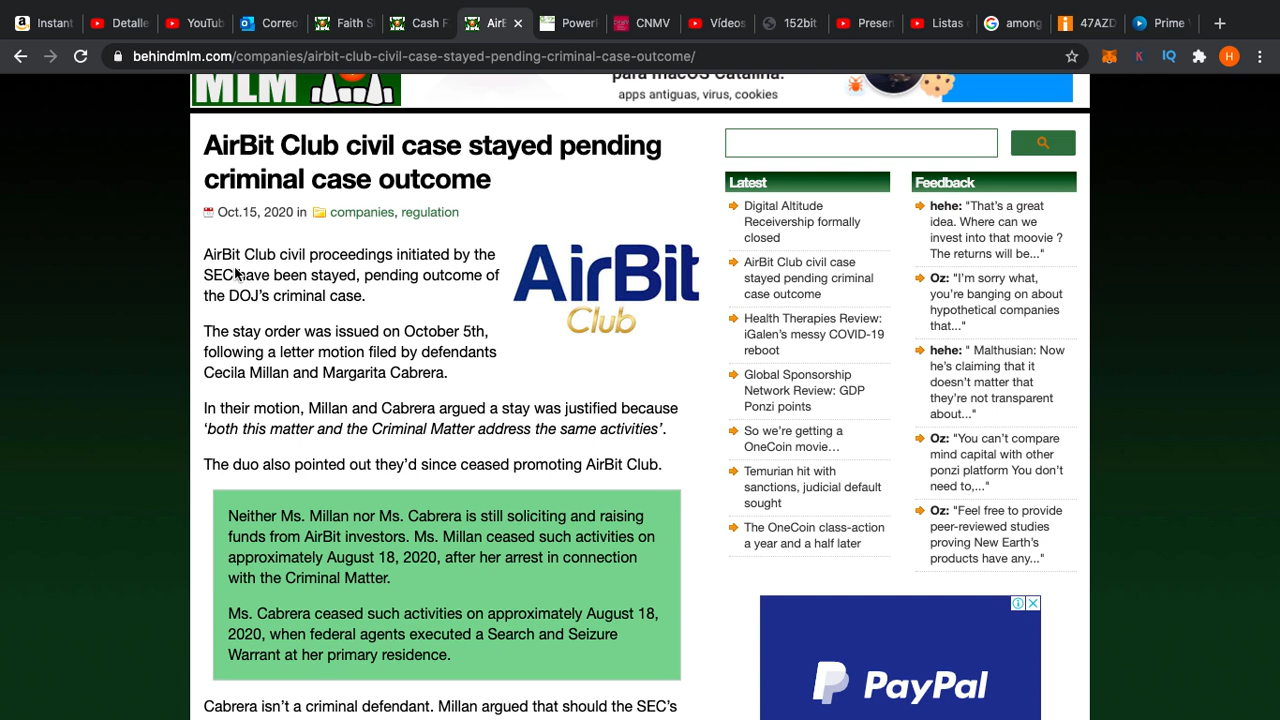 Instant
Detalle
YouTub
Correo
Faith S
Cash F
AirB
PowerP
CNMV
Vídeos
152bit
Presen
Listas
among
47AZD
Prime
behindmlm.com/companies/airbit-club-civil-case-stayed-pending-criminal-case-outcome/
H
MLM
para macOS Catalina.
apps antiguas, virus, cookies
AirBit Club civil case stayed pending
criminal case outcome
Oct.15, 2020 in companies, regulation
AirBit Club civil proceedings initiated by the
SEC have been stayed, pending outcome of
the DOJ's criminal case.
AirBit
Club
The stay order was issued on October 5th,
following a letter motion filed by defendants
Cecila Millan and Margarita Cabrera.
In their motion, Millan and Cabrera argued a stay was justified because
'both this matter and the Criminal Matter address the same activities'.
The duo also pointed out they'd since ceased promoting AirBit Club.
Neither Ms. Millan nor Ms. Cabrera is still soliciting and raising
funds from AirBit investors. Ms. Millan ceased such activities on
approximately August 18, 2020, after her arrest in connection
with the Criminal Matter.
Ms. Cabrera ceased such activities on approximately August 18,
2020, when federal agents executed a Search and Seizure
Warrant at her primary residence.
Cabrera isn't a criminal defendant. Millan argued that should the SEC's
Latest
Digital Altitude
Receivership formally
closed
AirBit Club civil case
stayed pending criminal
case outcome
Health Therapies Review:
iGalen's messy COVID-19
reboot
Global Sponsorship
Network Review: GDP
Ponzi points
So we're getting a
OneCoin movie…
Temurian hit with
sanctions, judicial default
sought
The OneCoin class-action
a year and a half later
Feedback
hehe: "That's a great
idea. Where can we
invest into that moovie ?
The returns will be..."
Oz: "I'm sorry what,
you're banging on about
hypothetical companies
that..."
hehe: " Malthusian: Now
he's claiming that it
doesn't matter that
they're not transparent
about..."
Oz: "You can't compare
mind capital with other
ponzi platform You don't
need to,..."
Oz: "Feel free to provide
peer-reviewed studies
proving New Earth's
products have any..."
PayPal